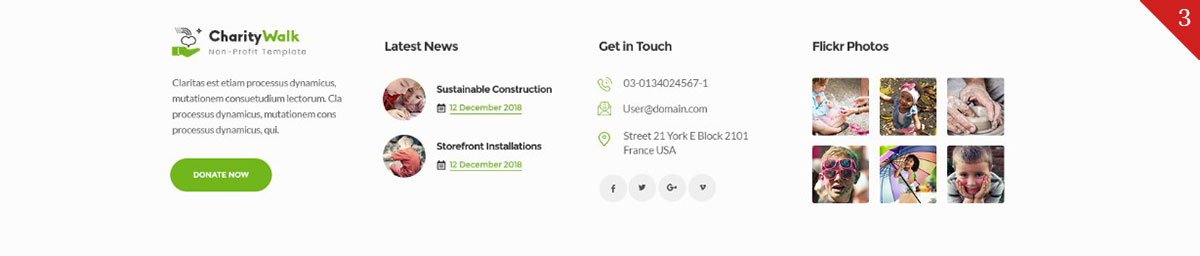 3
CharityWalk
Non-Profit Template
Claritas est etiam processus dynamicus,
mutationem consuetudium lectorum. Cla
processus dynamicus, mutationem cons
processus dynamicus, qui.
DONATE NOW
Latest News
Sustainable Construction
12 December 2018
Storefront Installations
12 December 2018
Get in Touch
03-0134024567-1
User@domain.com
Street 21 York E Block 2101
France USA
f
G+
v
Flickr Photos